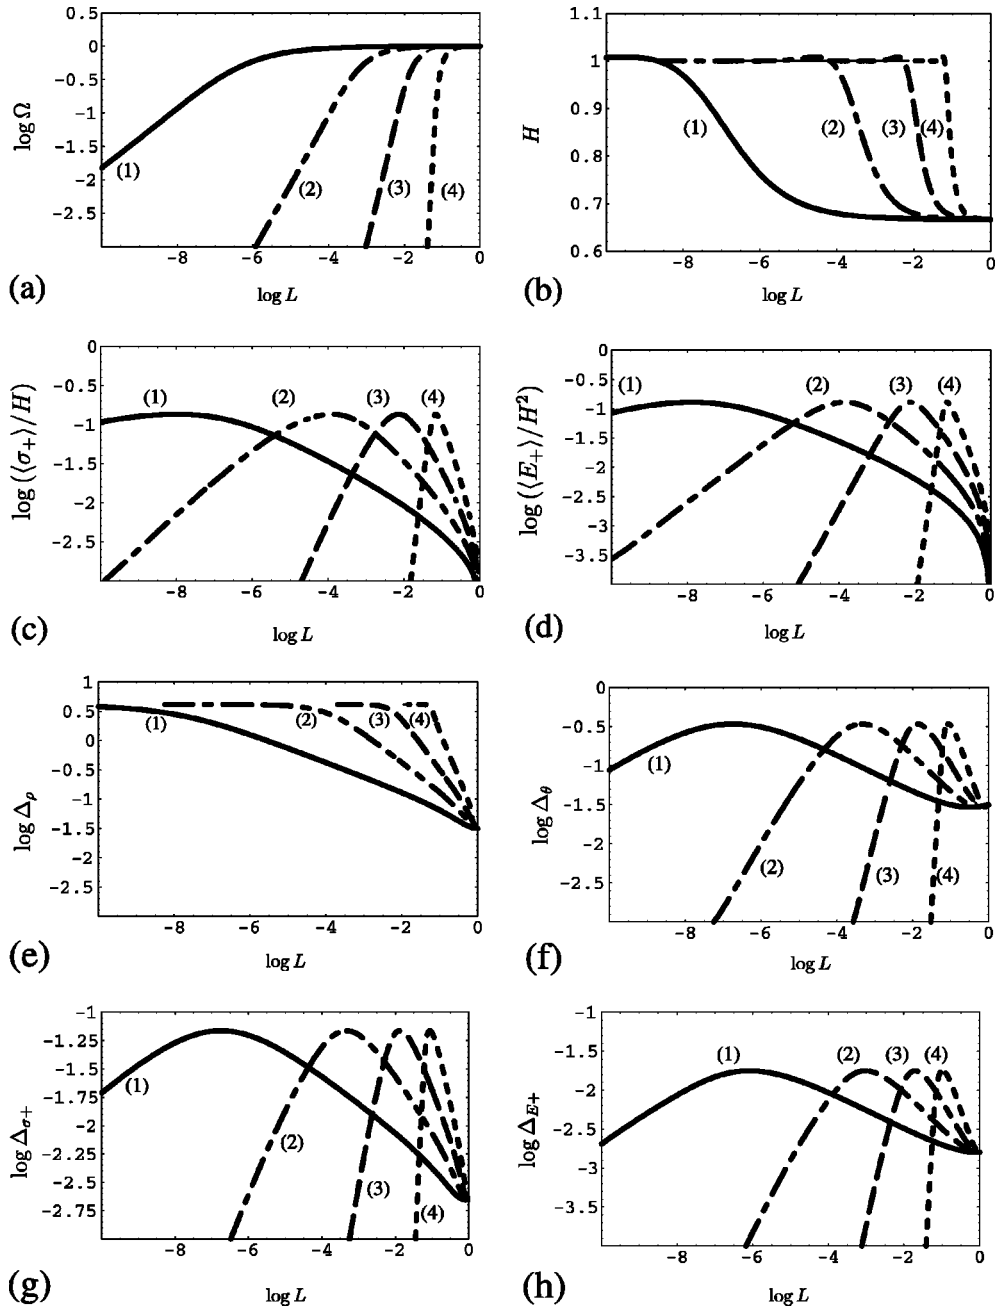 0.5
0
-0.5
-1
-1.5
-2
-2.5
log Ω
(1)
(2)
(3)
(4)
-8 -6 -4 -2 0
log L
(a)
1.1
1
0.9
0.8
0.7
0.6
H
(1)
(2)
(3)
(4)
-8 -6 -4 -2 0
log L
(b)
0
-0.5
-1
-1.5
-2
-2.5
log (⟨σ+⟩/H)
(1)
(2)
(3)
(4)
-8 -6 -4 -2 0
log L
(c)
0
-0.5
-1
-1.5
-2
-2.5
-3
-3.5
log (⟨E+⟩/H²)
(1)
(2)
(3)
(4)
-8 -6 -4 -2 0
log L
(d)
1
0.5
0
-0.5
-1
-1.5
-2
-2.5
log Δρ
(1)
(2)
(3)
(4)
-8 -6 -4 -2 0
log L
(e)
0
-0.5
-1
-1.5
-2
-2.5
log Δθ
(1)
(2)
(3)
(4)
-8 -6 -4 -2 0
log L
(f)
-1
-1.25
-1.5
-1.75
-2
-2.25
-2.5
-2.75
log Δσ+
(1)
(2)
(3)
(4)
-8 -6 -4 -2 0
log L
(g)
-1
-1.5
-2
-2.5
-3
-3.5
log ΔE+
(1)
(2)
(3)
(4)
-8 -6 -4 -2 0
log L
(h)